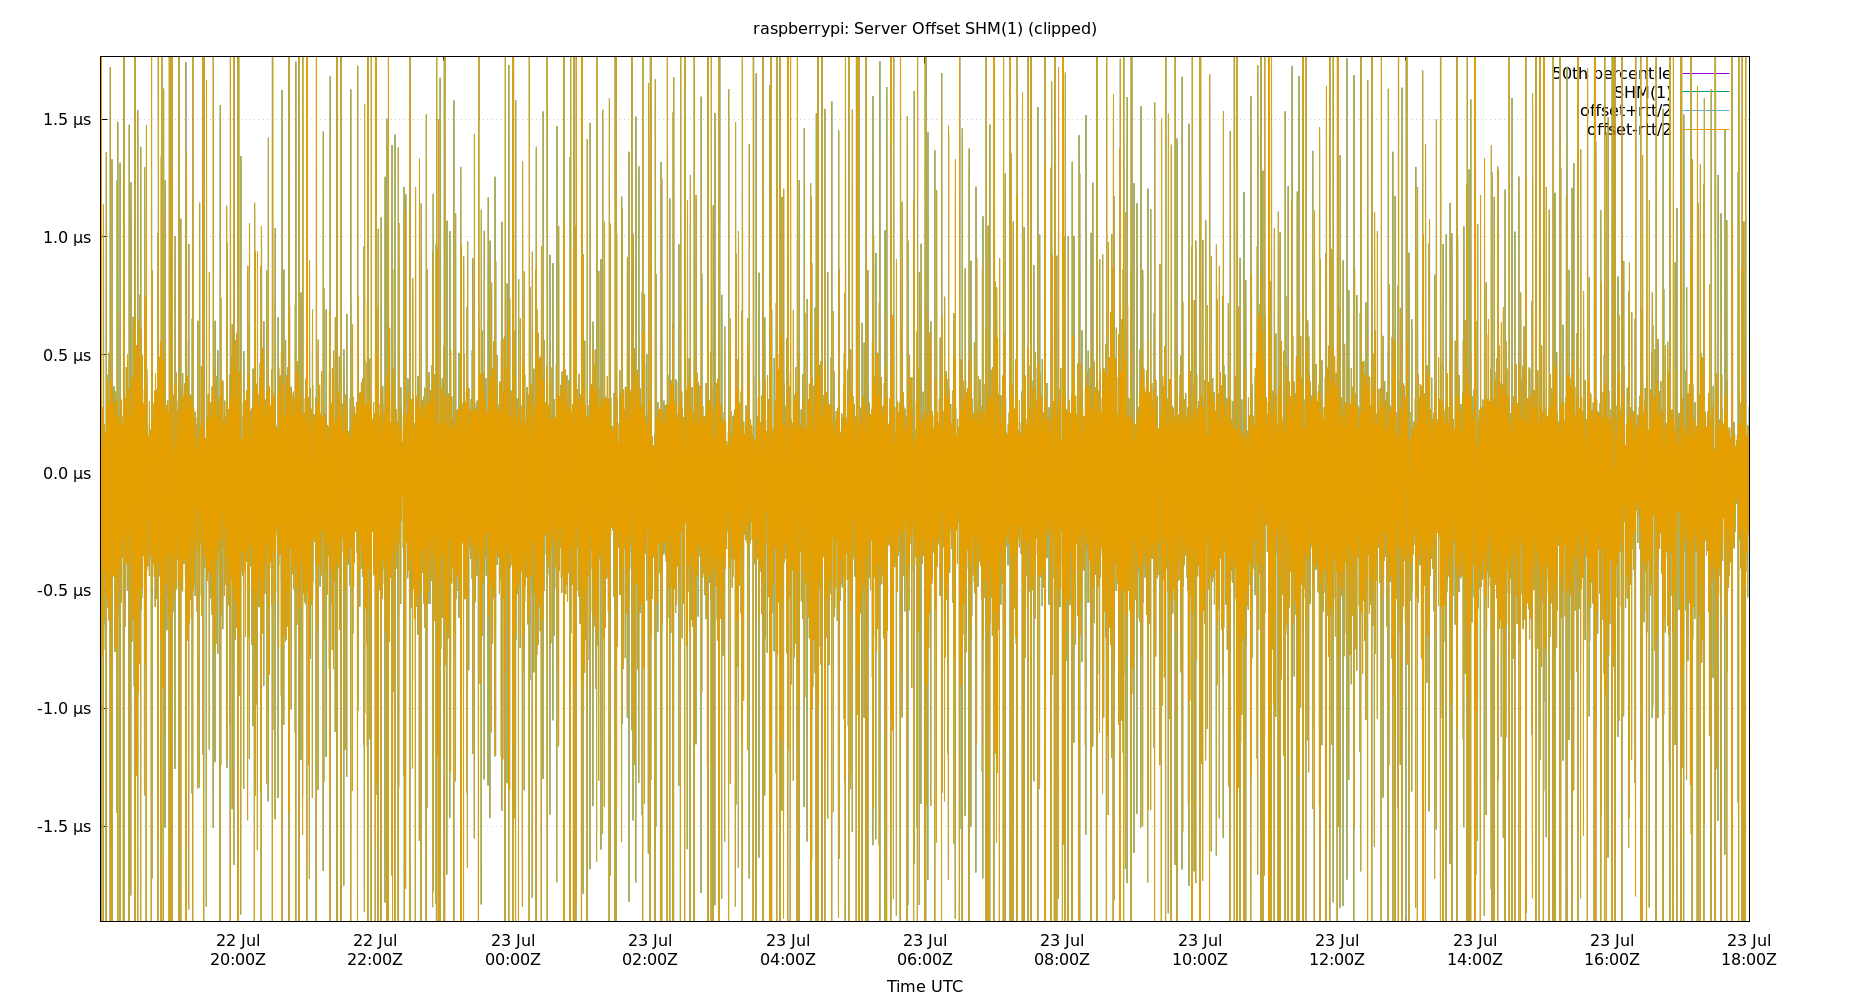 raspberrypi: Server Offset SHM(1) (clipped)
50th percentile
SHM(1)
offset+rtt/2
offset-rtt/2
1.5 µs
1.0 µs
0.5 µs
0.0 µs
-0.5 µs
-1.0 µs
-1.5 µs
22 Jul 22 Jul 23 Jul 23 Jul 23 Jul 23 Jul 23 Jul 23 Jul 23 Jul 23 Jul 23 Jul 23 Jul
20:00Z 22:00Z 00:00Z 02:00Z 04:00Z 06:00Z 08:00Z 10:00Z 12:00Z 14:00Z 16:00Z 18:00Z
Time UTC